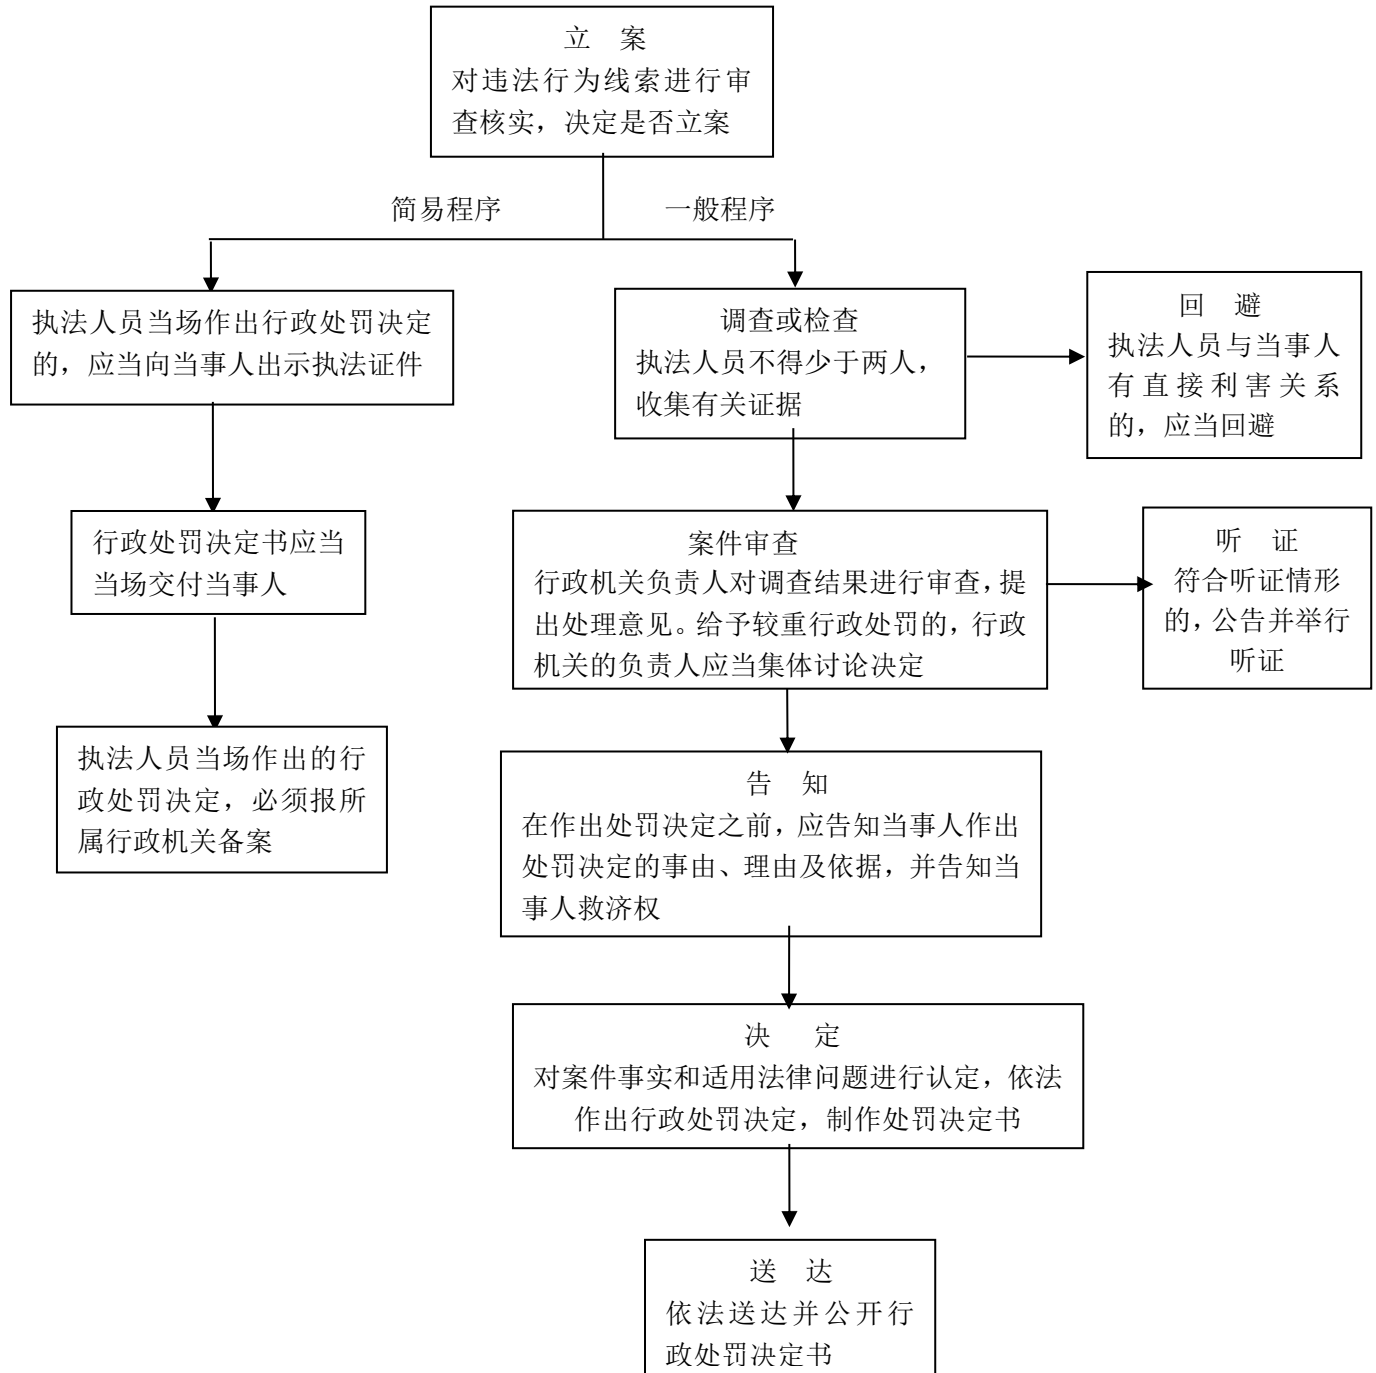 立 案
对违法行为线索进行审
查核实，决定是否立案
简易程序
一般程序
执法人员当场作出行政处罚决定
的，应当向当事人出示执法证件
调查或检查
执法人员不得少于两人，
收集有关证据
回 避
执法人员与当事人
有直接利害关系
的，应当回避
行政处罚决定书应当
当场交付当事人
案件审查
行政机关负责人对调查结果进行审查，提
出处理意见。给予较重行政处罚的，行政
机关的负责人应当集体讨论决定
听 证
符合听证情形
的，公告并举行
听证
执法人员当场作出的行
政处罚决定，必须报所
属行政机关备案
告 知
在作出处罚决定之前，应告知当事人作出
处罚决定的事由、理由及依据，并告知当
事人救济权
决 定
对案件事实和适用法律问题进行认定，依法
作出行政处罚决定，制作处罚决定书
送 达
依法送达并公开行
政处罚决定书